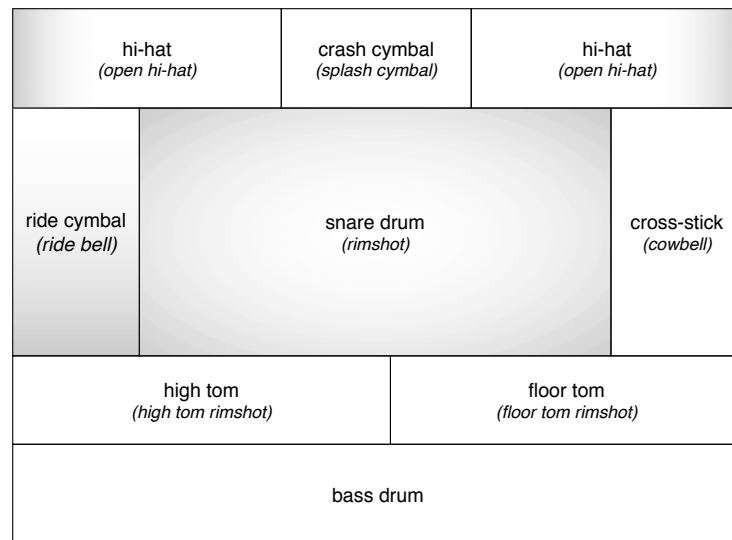 hi-hat
(open hi-hat)
crash cymbal
(splash cymbal)
hi-hat
(open hi-hat)
ride cymbal
(ride bell)
snare drum
(rimshot)
cross-stick
(cowbell)
high tom
(high tom rimshot)
floor tom
(floor tom rimshot)
bass drum